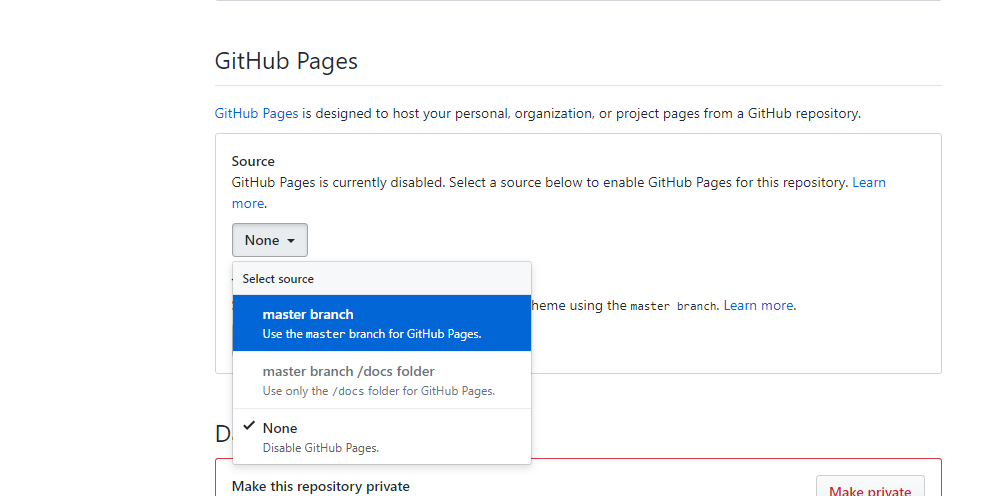 GitHub Pages
GitHub Pages is designed to host your personal, organization, or project pages from a GitHub repository.
Source
GitHub Pages is currently disabled. Select a source below to enable GitHub Pages for this repository. Learn
more.
None
Select source
heme using the master branch. Learn more.
master branch
Use the master branch for GitHub Pages.
master branch /docs folder
Use only the /docs folder for GitHub Pages.
None
Disable GitHub Pages.
Make this repository private
Make private